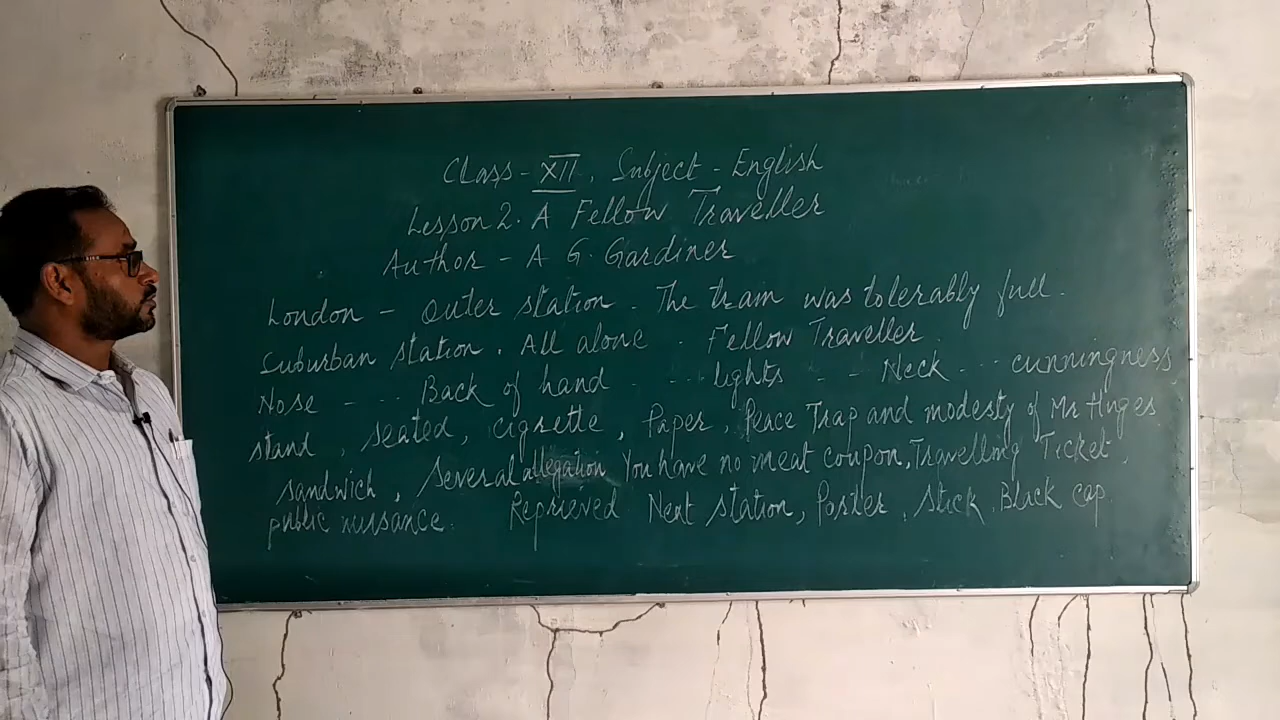 Class - XII, Subject - English
Lesson 2. A Fellow Traveller
Author - A G. Gardiner
London - Outer station - The tram was tolerably full.
Suburban station. All alone. Fellow Traveller.
Nose - .. Back of hand - .. lights - - Neck ... cunningness,
stand, seated, cigrette, Paper, Peace Trap and modesty of Mr Huges
sandwich, Several allegation You have no meat coupon, Travelling Ticket,
public nussance. Reprieved Next station, Poster, Stick, Black cap.